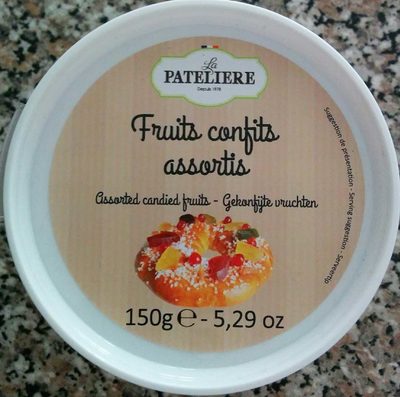 La
PATELIERE
Depuis 1978
Fruits confits
assortis
Assorted candied fruits - Gekonfijte vruchten
Suggestion de présentation - Serving suggestion - Serveertip
150g ℮ - 5,29 oz